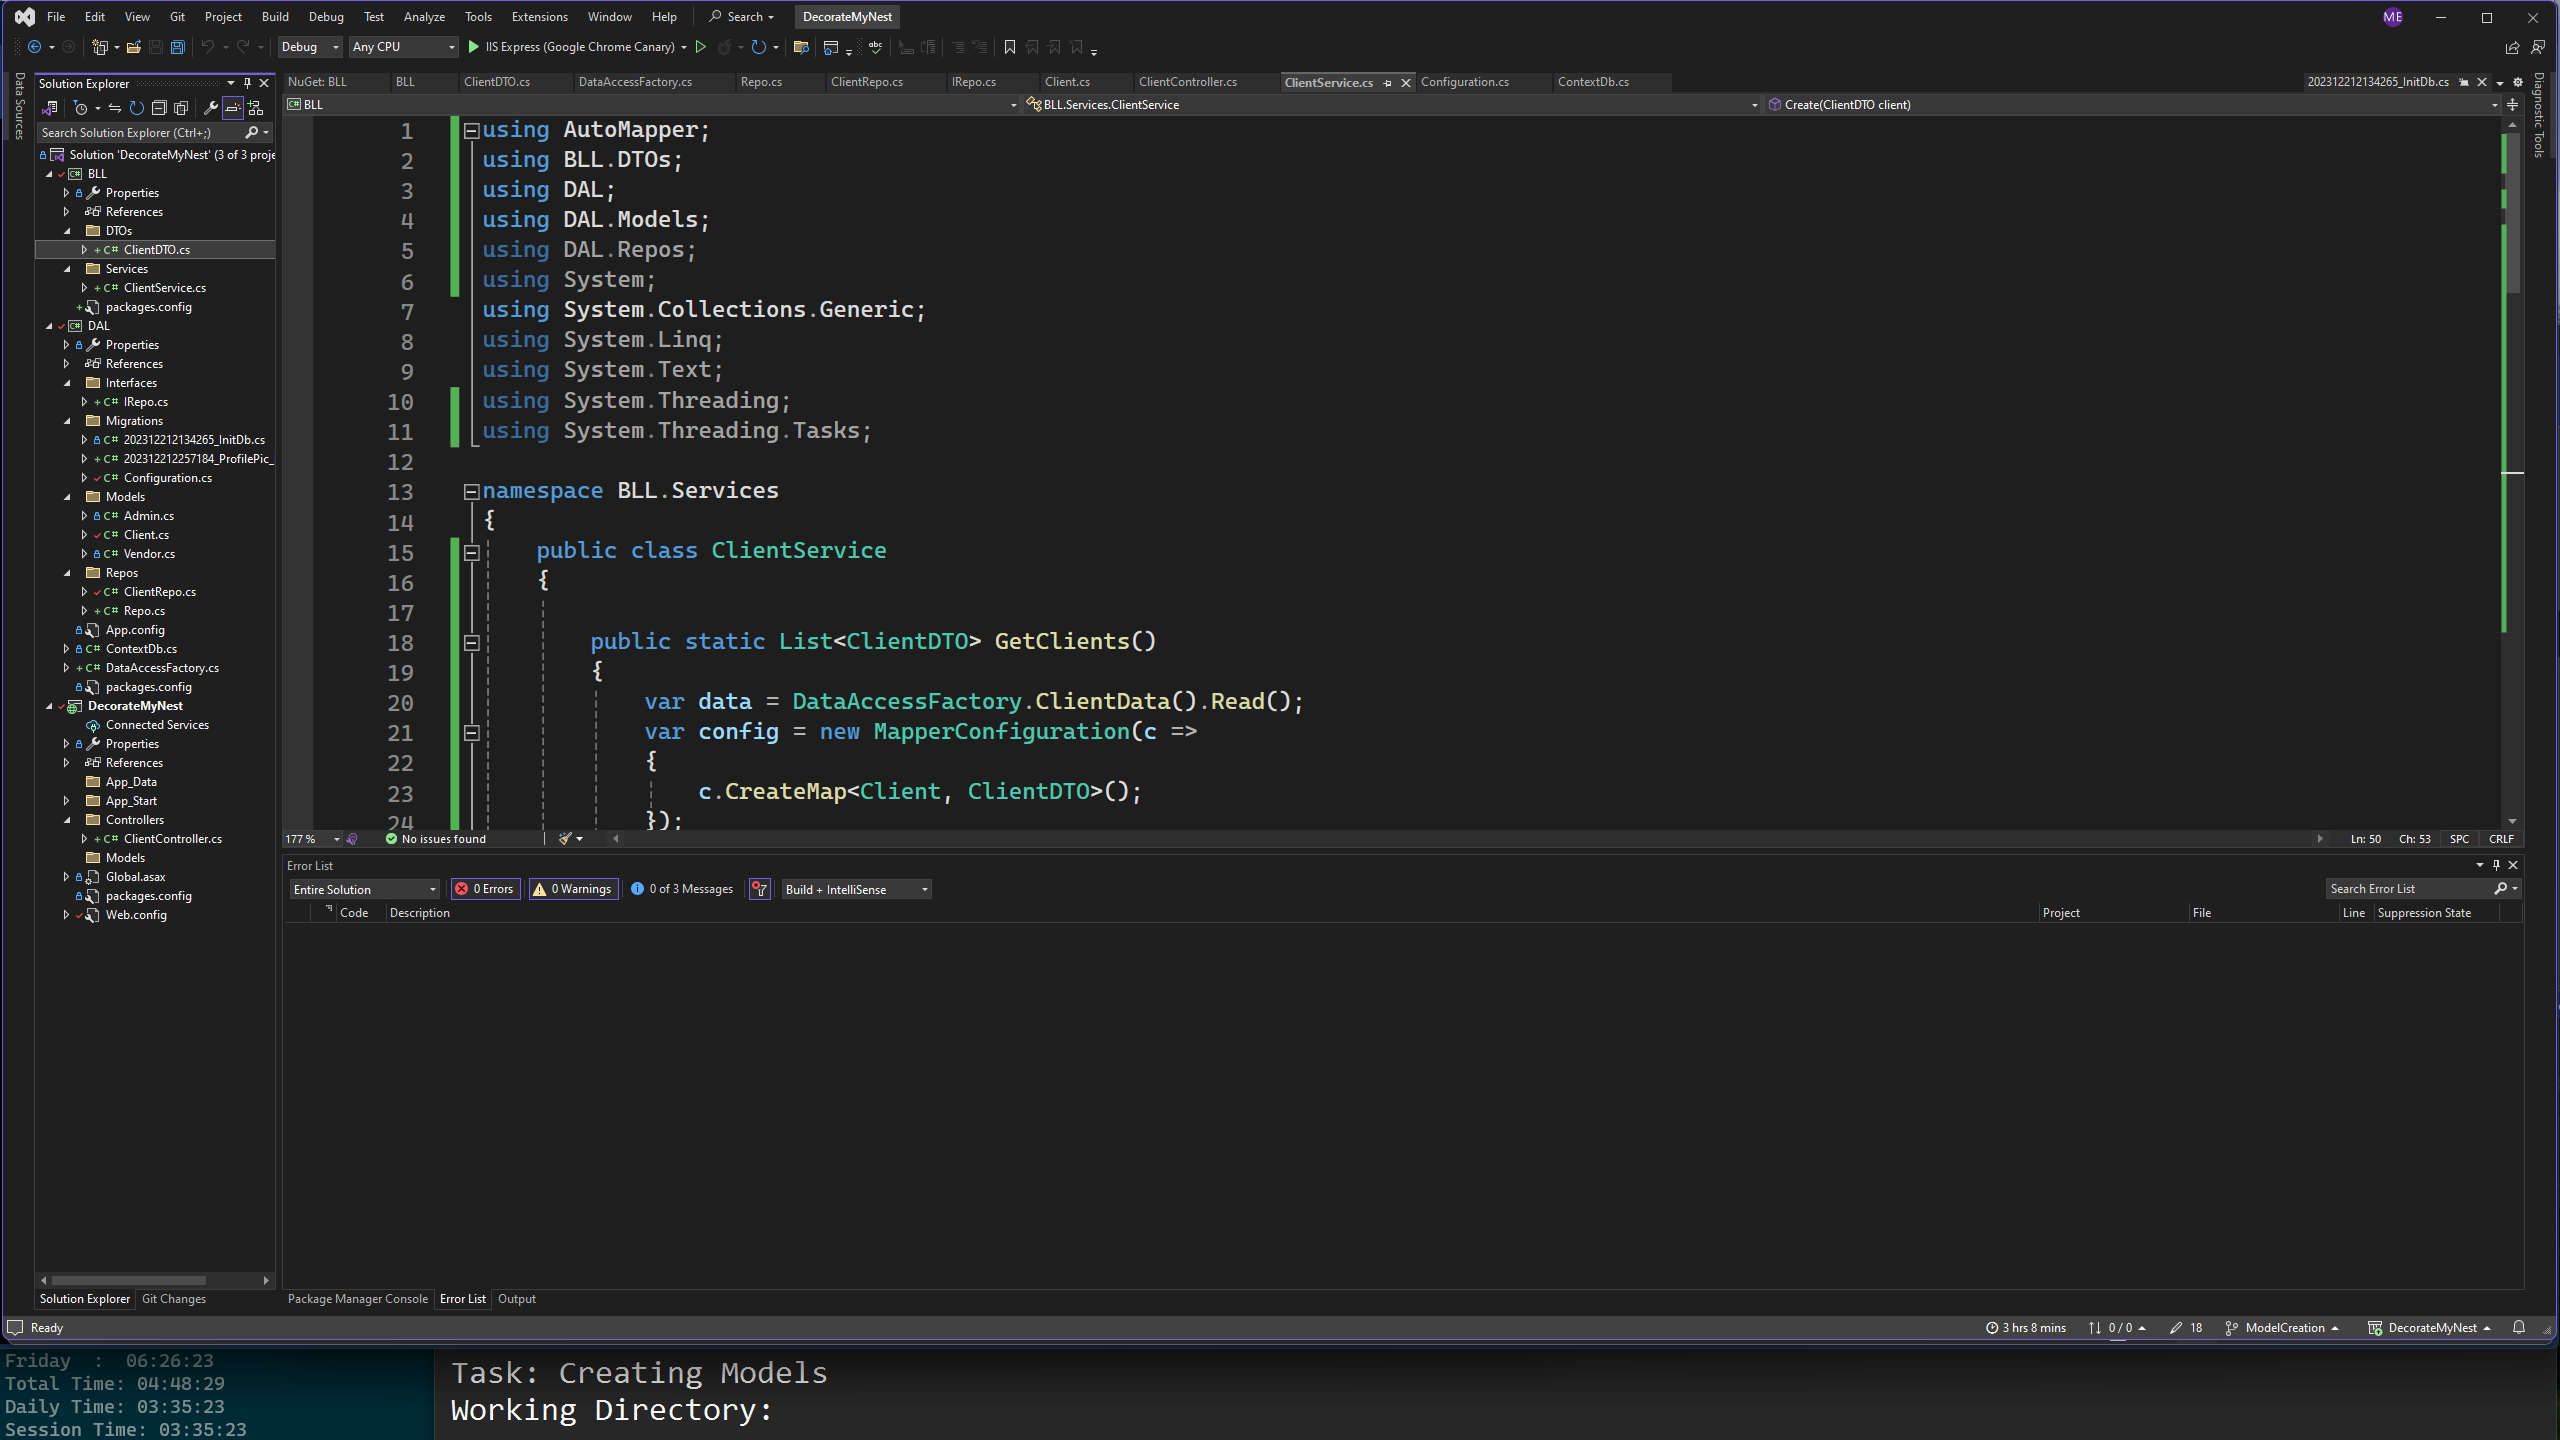 File Edit View Git Project Build Debug Test Analyze Tools Extensions Window Help Search DecorateMyNest ME
Debug Any CPU IIS Express (Google Chrome Canary)
Data Sources
Solution Explorer
Search Solution Explorer (Ctrl+;)
Solution 'DecorateMyNest' (3 of 3 proje
BLL
Properties
References
DTOs
C# ClientDTO.cs
Services
C# ClientService.cs
packages.config
DAL
Properties
References
Interfaces
C# IRepo.cs
Migrations
C# 202312212134265_InitDb.cs
C# 202312212257184_ProfilePic_
C# Configuration.cs
Models
C# Admin.cs
C# Client.cs
C# Vendor.cs
Repos
C# ClientRepo.cs
C# Repo.cs
App.config
C# ContextDb.cs
C# DataAccessFactory.cs
packages.config
DecorateMyNest
Connected Services
Properties
References
App_Data
App_Start
Controllers
C# ClientController.cs
Models
Global.asax
packages.config
Web.config
Solution Explorer Git Changes
NuGet: BLL BLL ClientDTO.cs DataAccessFactory.cs Repo.cs ClientRepo.cs IRepo.cs Client.cs ClientController.cs ClientService.cs Configuration.cs ContextDb.cs 202312212134265_InitDb.cs
BLL BLL.Services.ClientService Create(ClientDTO client)
1 using AutoMapper;
2 using BLL.DTOs;
3 using DAL;
4 using DAL.Models;
5 using DAL.Repos;
6 using System;
7 using System.Collections.Generic;
8 using System.Linq;
9 using System.Text;
10 using System.Threading;
11 using System.Threading.Tasks;
12
13 namespace BLL.Services
14 {
15 public class ClientService
16 {
17
18 public static List<ClientDTO> GetClients()
19 {
20 var data = DataAccessFactory.ClientData().Read();
21 var config = new MapperConfiguration(c =>
22 {
23 c.CreateMap<Client, ClientDTO>();
24 });
177 % No issues found Ln: 50 Ch: 53 SPC CRLF
Diagnostic Tools
Error List
Entire Solution 0 Errors 0 Warnings 0 of 3 Messages Build + IntelliSense Search Error List
Code Description Project File Line Suppression State
Package Manager Console Error List Output
Ready 3 hrs 8 mins 0 / 0 18 ModelCreation DecorateMyNest
Friday : 06:26:23
Total Time: 04:48:29
Daily Time: 03:35:23
Session Time: 03:35:23
Task: Creating Models
Working Directory: